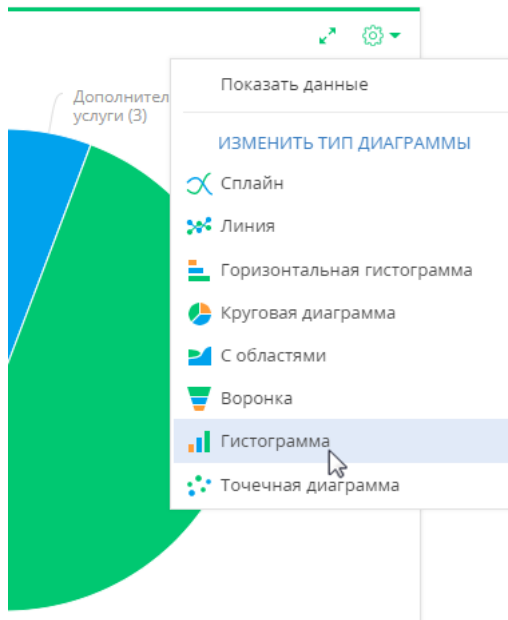 Показать данные
Дополнител
услуги (3)
ИЗМЕНИТЬ ТИП ДИАГРАММЫ
Сплайн
Линия
Горизонтальная гистограмма
Круговая диаграмма
С областями
Воронка
Гистограмма
Точечная диаграмма